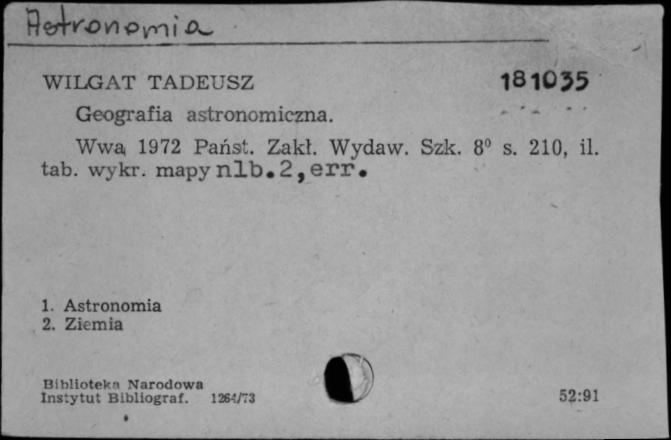 Astronomia
WILGAT TADEUSZ 181035
Geografia astronomiczna.
Wwa 1972 Państ. Zakł. Wydaw. Szk. 8⁰ s. 210, il.
tab. wykr. mapy nlb.2, err.
1. Astronomia
2. Ziemia
Biblioteka Narodowa
Instytut Bibliograf. 1264/73 52:91